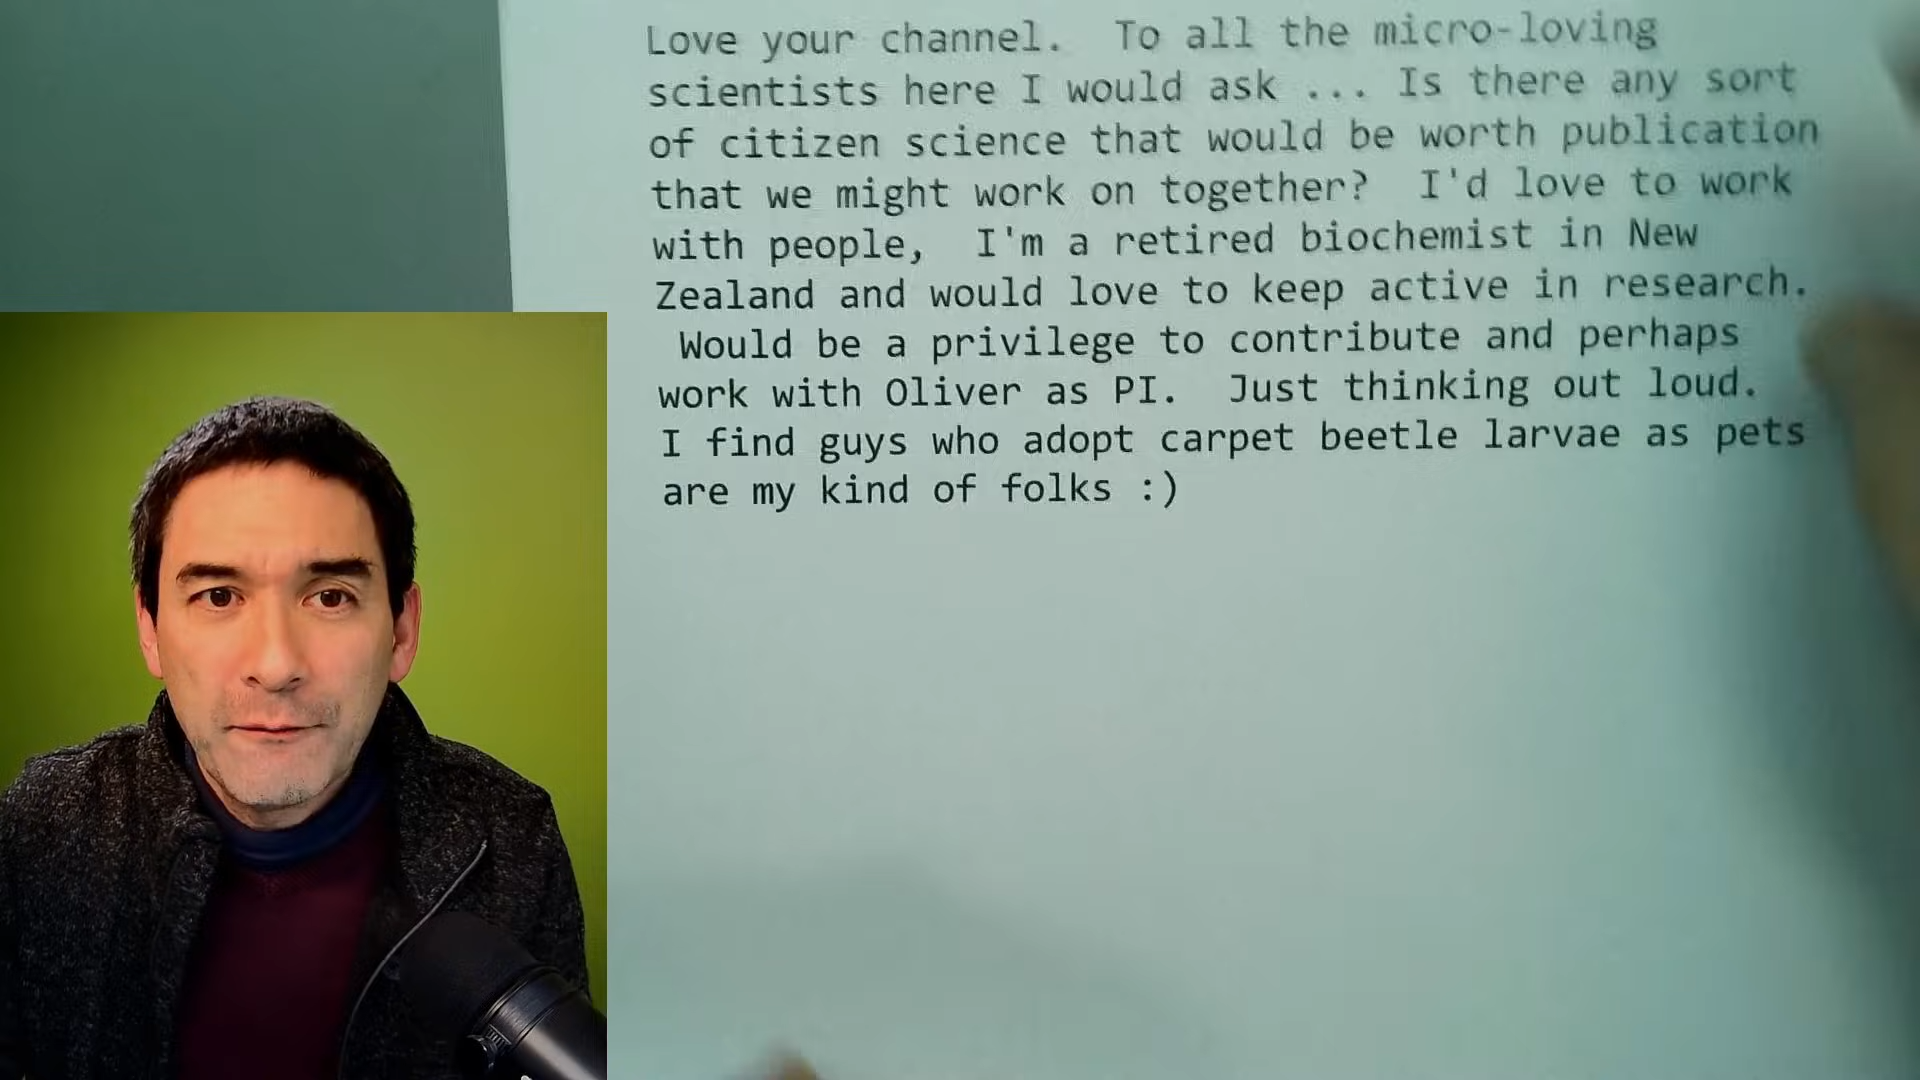 Love your channel.  To all the micro-loving
scientists here I would ask ... Is there any sort
of citizen science that would be worth publication
that we might work on together?  I'd love to work
with people,  I'm a retired biochemist in New
Zealand and would love to keep active in research.
Would be a privilege to contribute and perhaps
work with Oliver as PI.  Just thinking out loud.
I find guys who adopt carpet beetle larvae as pets
are my kind of folks :)